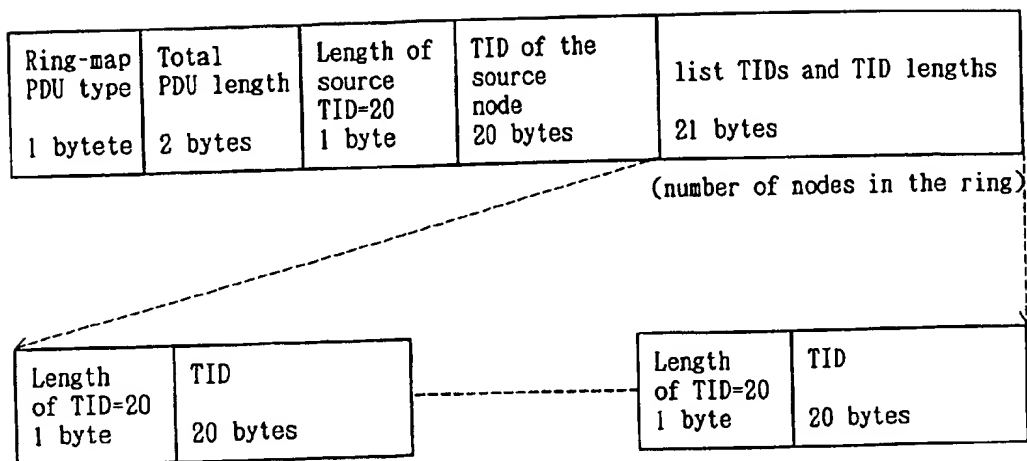 Ring-map
PDU type
1 bytete
Total
PDU length
2 bytes
Length of
source
TID=20
1 byte
TID of the
source
node
20 bytes
list TIDs and TID lengths
21 bytes
(number of nodes in the ring)
Length
of TID=20
1 byte
TID
20 bytes
Length
of TID=20
1 byte
TID
20 bytes